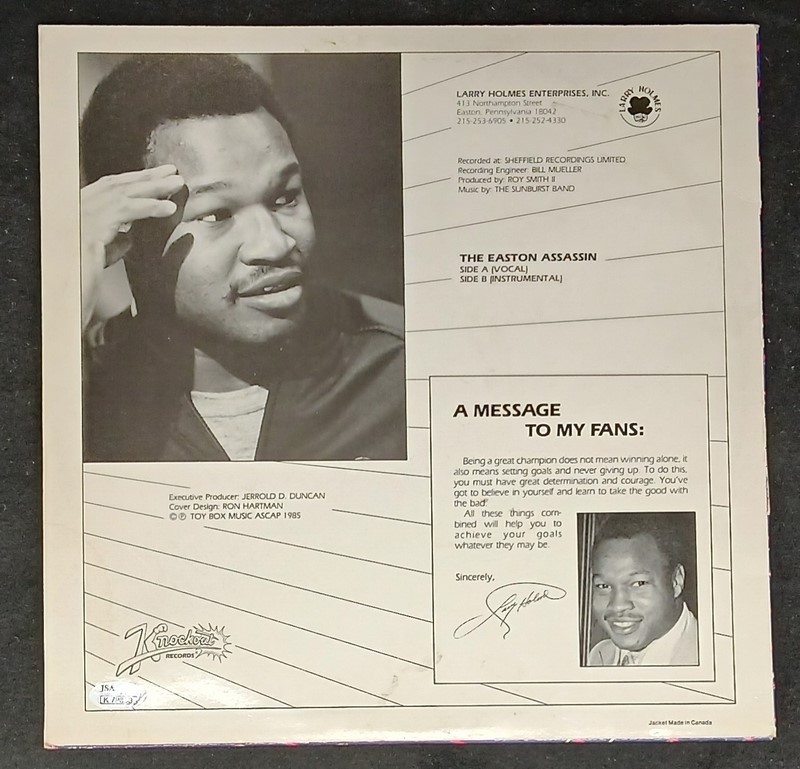 LARRY HOLMES ENTERPRISES, INC.
413 Northampton Street
Easton, Pennsylvania 18042
215-253-6905 • 215-252-4330
LARRY HOLMES
Recorded at: SHEFFIELD RECORDINGS LIMITED
Recording Engineer: BILL MUELLER
Produced by: ROY SMITH II
Music by: THE SUNBURST BAND
THE EASTON ASSASSIN
SIDE A (VOCAL)
SIDE B (INSTRUMENTAL)
A MESSAGE
TO MY FANS:
Being a great champion does not mean winning alone, it
also means setting goals and never giving up. To do this,
you must have great determination and courage. You've
got to believe in yourself and learn to take the good with
the bad!
All these things com-
bined will help you to
achieve your goals
whatever they may be.
Sincerely,
Larry Holmes
Executive Producer: JERROLD D. DUNCAN
Cover Design: RON HARTMAN
© Ⓟ TOY BOX MUSIC ASCAP 1985
Knockout
RECORDS
JSA
Jacket Made in Canada